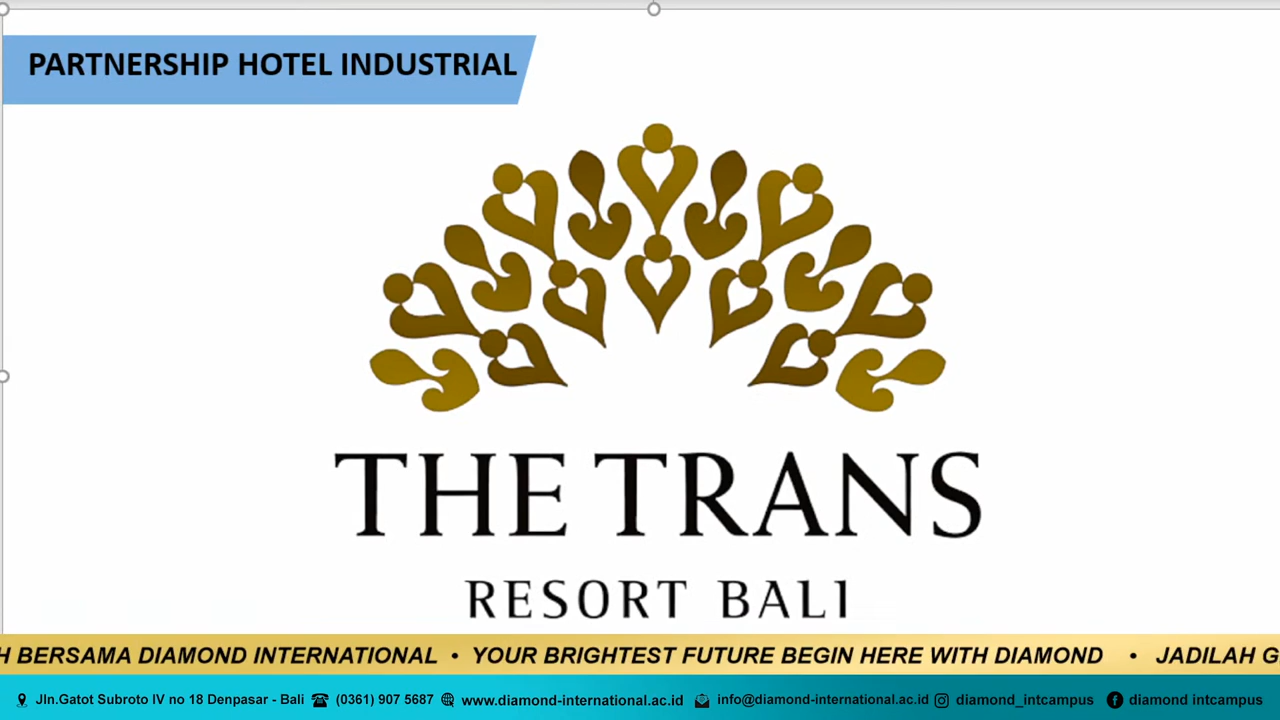 PARTNERSHIP HOTEL INDUSTRIAL
THE TRANS
RESORT BALI
H BERSAMA DIAMOND INTERNATIONAL • YOUR BRIGHTEST FUTURE BEGIN HERE WITH DIAMOND • JADILAH G
Jln.Gatot Subroto IV no 18 Denpasar - Bali (0361) 907 5687 www.diamond-international.ac.id info@diamond-international.ac.id diamond_intcampus diamond intcampus